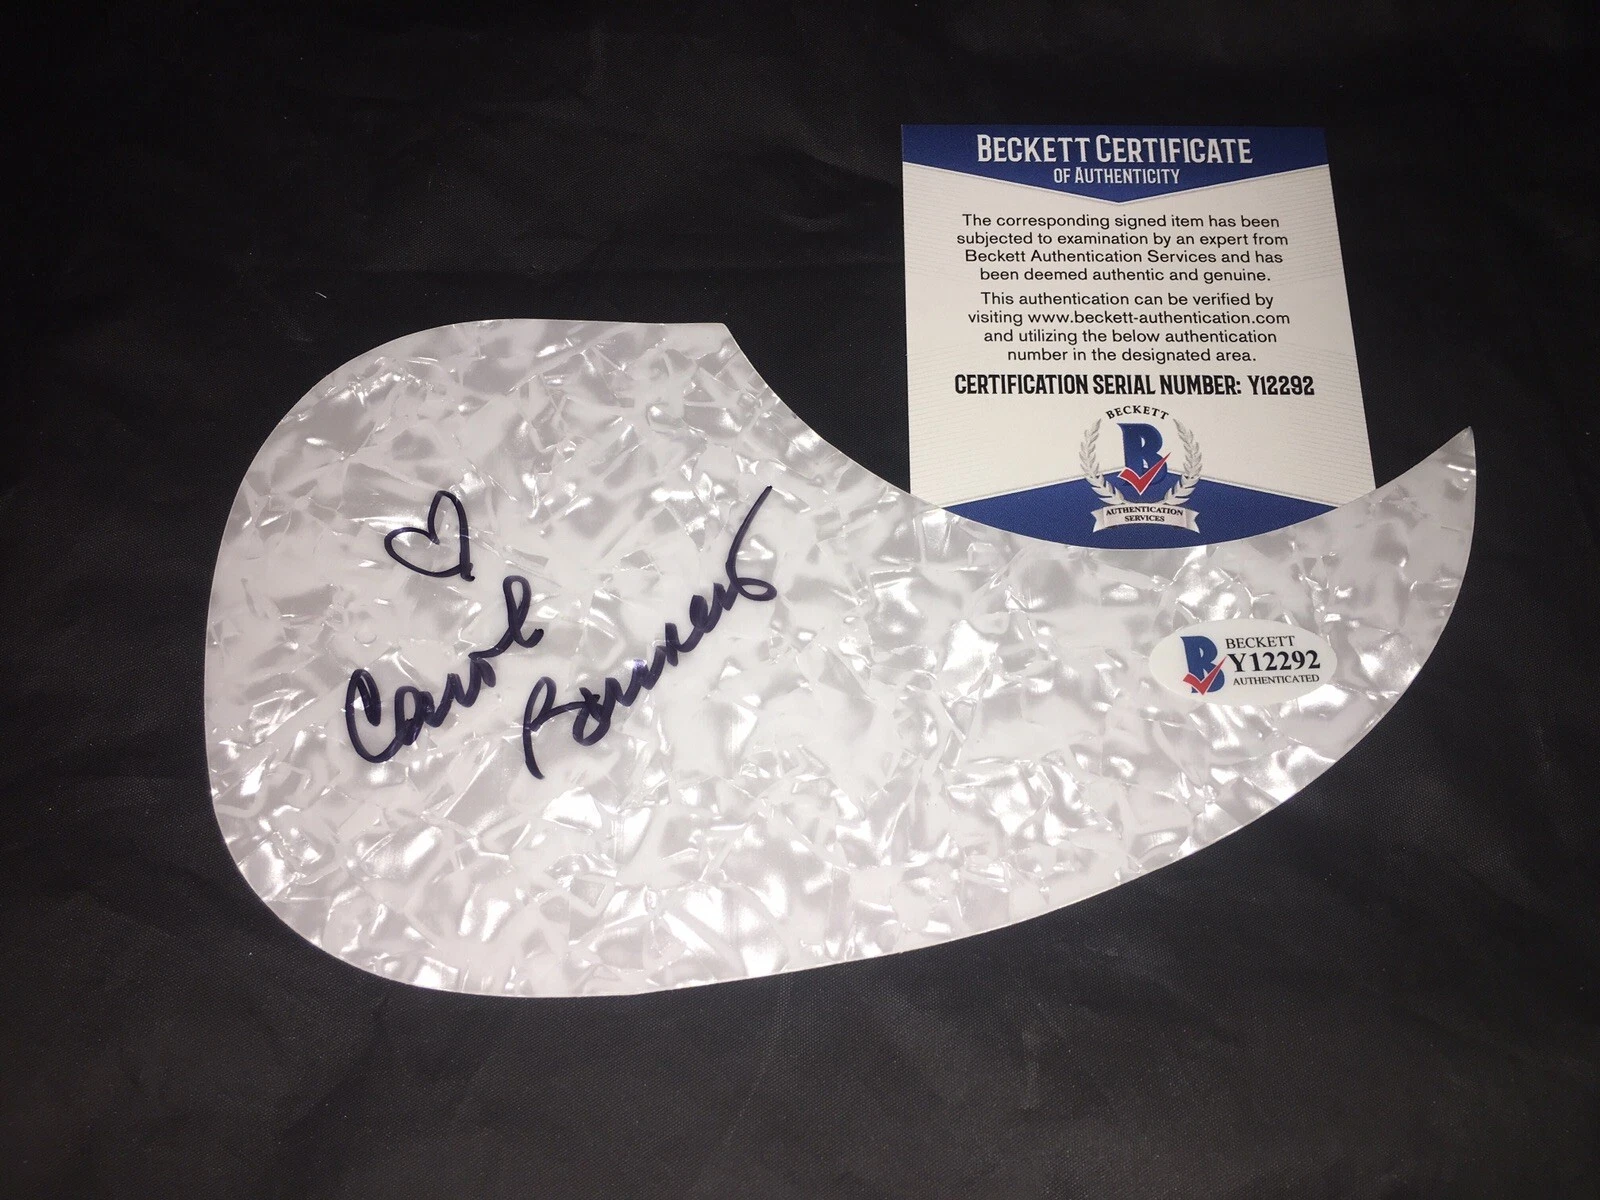 BECKETT CERTIFICATE
OF AUTHENTICITY
The corresponding signed item has been
subjected to examination by an expert from
Beckett Authentication Services and has
been deemed authentic and genuine.
This authentication can be verified by
visiting www.beckett-authentication.com
and utilizing the below authentication
number in the designated area.
CERTIFICATION SERIAL NUMBER: Y12292
BECKETT
B
AUTHENTICATION
SERVICES
Carol
Burnett
B
BECKETT
Y12292
AUTHENTICATED